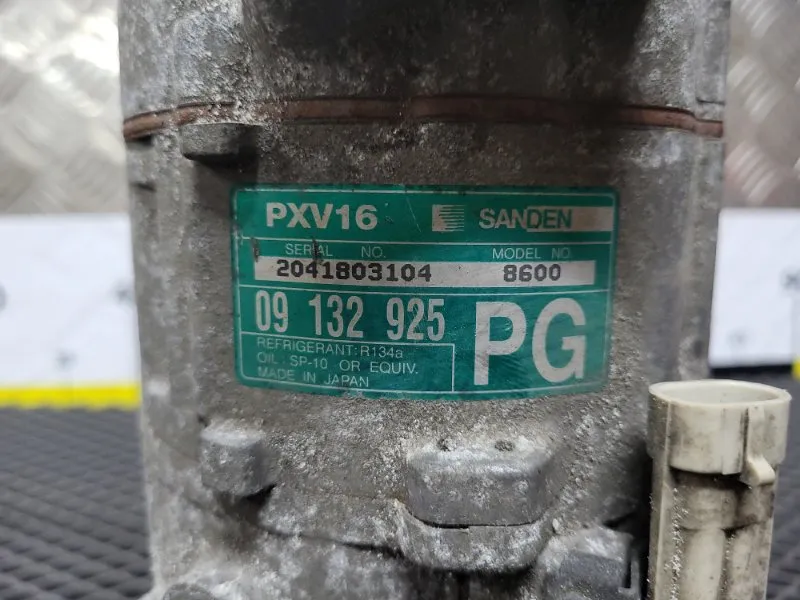 PXV16 SANDEN
SERIAL NO. MODEL NO.
2041803104 8600
09 132 925 PG
REFRIGERANT: R134a
OIL: SP-10 OR EQUIV.
MADE IN JAPAN